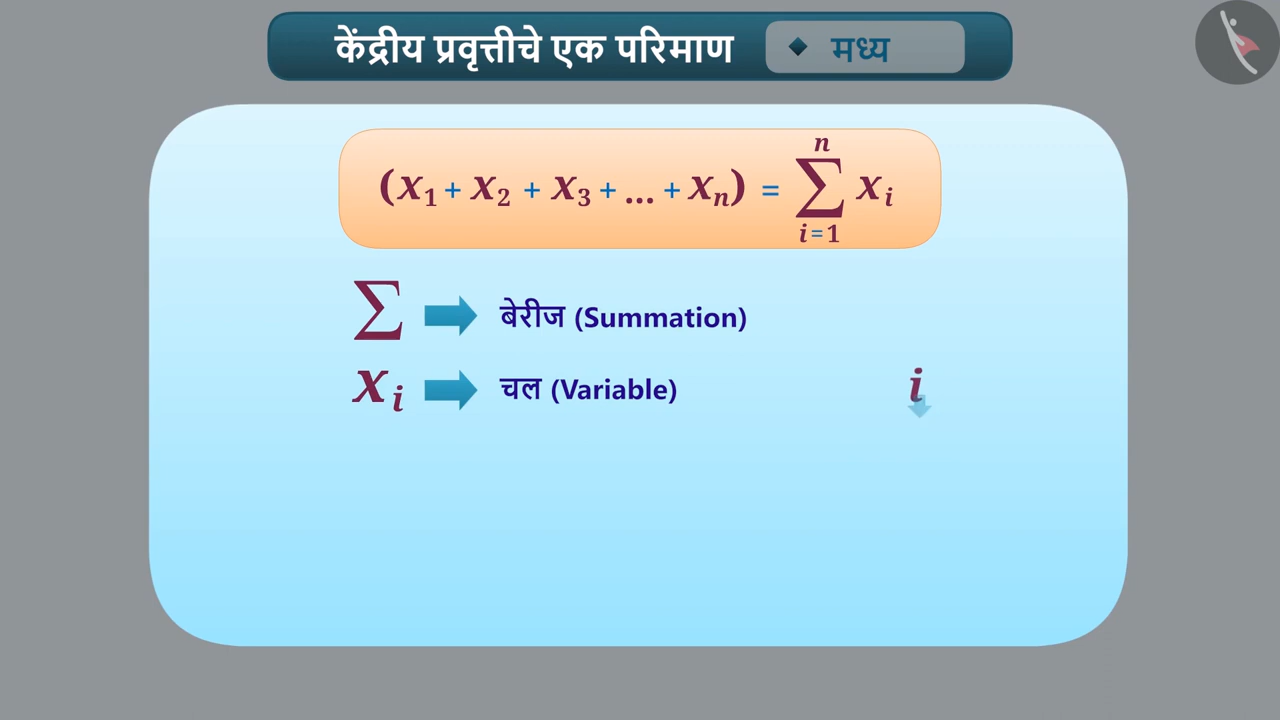 केंद्रीय प्रवृत्तीचे एक परिमाण ◆ मध्य
(x₁ + x₂ + x₃ + ... + xₙ) = ∑ⁿᵢ₌₁ xᵢ
∑ ➡ बेरीज (Summation)
xᵢ ➡ चल (Variable) i